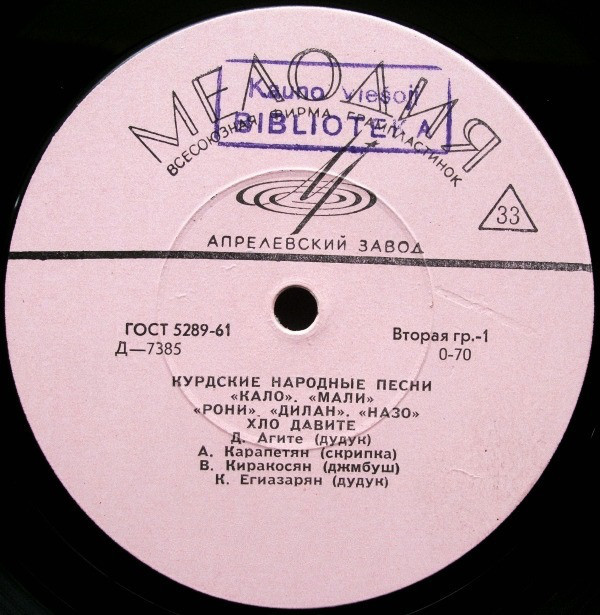 МЕЛОДИЯ
Kauno viešoji
BIBLIOTEKA
ВСЕСОЮЗНАЯ ФИРМА ГРАМПЛАСТИНОК
33
АПРЕЛЕВСКИЙ ЗАВОД
ГОСТ 5289-61
Вторая гр.-1
Д—7385
0-70
КУРДСКИЕ НАРОДНЫЕ ПЕСНИ
«КАЛО». «МАЛИ»
«РОНИ». «ДИЛАН». «НАЗО»
ХЛО ДАВИТЕ
Д. Агите (дудук)
А. Карапетян (скрипка)
В. Киракосян (джмбуш)
К. Егиазарян (дудук)